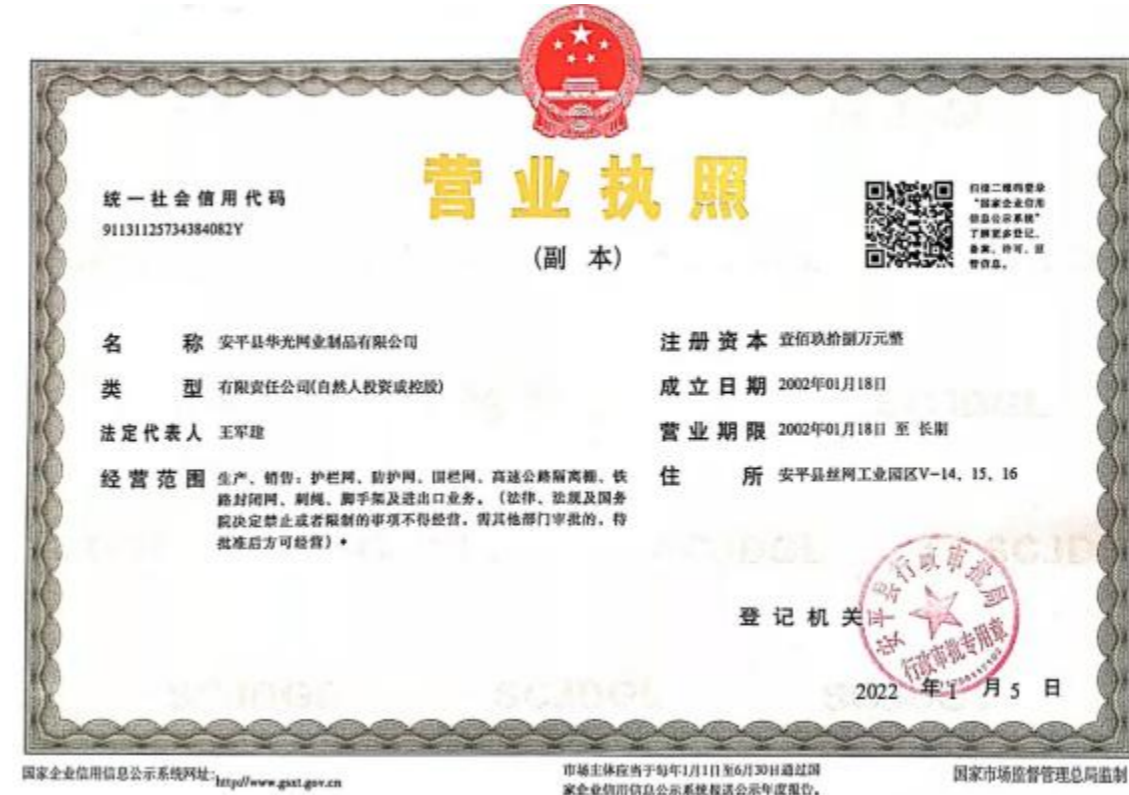 营业执照
(副 本)
统一社会信用代码
91131125734384082Y
扫描二维码登录
“国家企业信用
信息公示系统”
了解更多登记、
备案、许可、监
管信息。
名 称 安平县华光网业制品有限公司
类 型 有限责任公司(自然人投资或控股)
法定代表人 王军建
经营范围 生产、销售：护栏网、防护网、围栏网、高速公路隔离栅、铁
路封闭网、刺绳、脚手架及进出口业务。（法律、法规及国务
院决定禁止或者限制的事项不得经营。需其他部门审批的，待
批准后方可经营）*
注册资本 壹佰玖拾捌万元整
成立日期 2002年01月18日
营业期限 2002年01月18日 至 长期
住 所 安平县丝网工业园区V-14, 15, 16
登记机关
安平县行政审批局
行政审批专用章
2022 年 1 月 5 日
国家企业信用信息公示系统网址: http://www.gsxt.gov.cn
市场主体应当于每年1月1日至6月30日通过国
家企业信用信息公示系统报送公示年度报告。
国家市场监督管理总局监制
SCJDGL